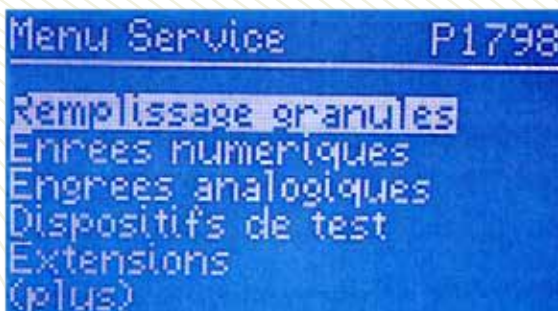 Menu Service P1798
Remplissage granules
Enrees numeriques
Engrees analogiques
Dispositifs de test
Extensions
(plus)